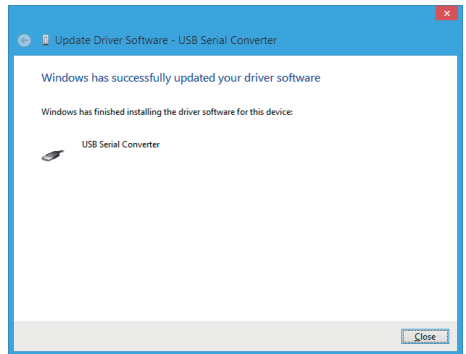 Update Driver Software - USB Serial Converter
Windows has successfully updated your driver software
Windows has finished installing the driver software for this device:
USB Serial Converter
Close